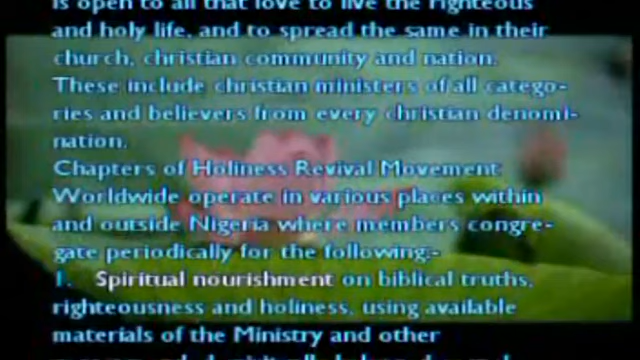 is open to all that love to live the righteous
and holy life, and to spread the same in their
church, christian community and nation.
These include christian ministers of all catego-
ries and believers from every christian denomi-
nation.
Chapters of Holiness Revival Movement
Worldwide operate in various places within
and outside Nigeria where members congre-
gate periodically for the following:-
1. Spiritual nourishment on biblical truths,
righteousness and holiness, using available
materials of the Ministry and other